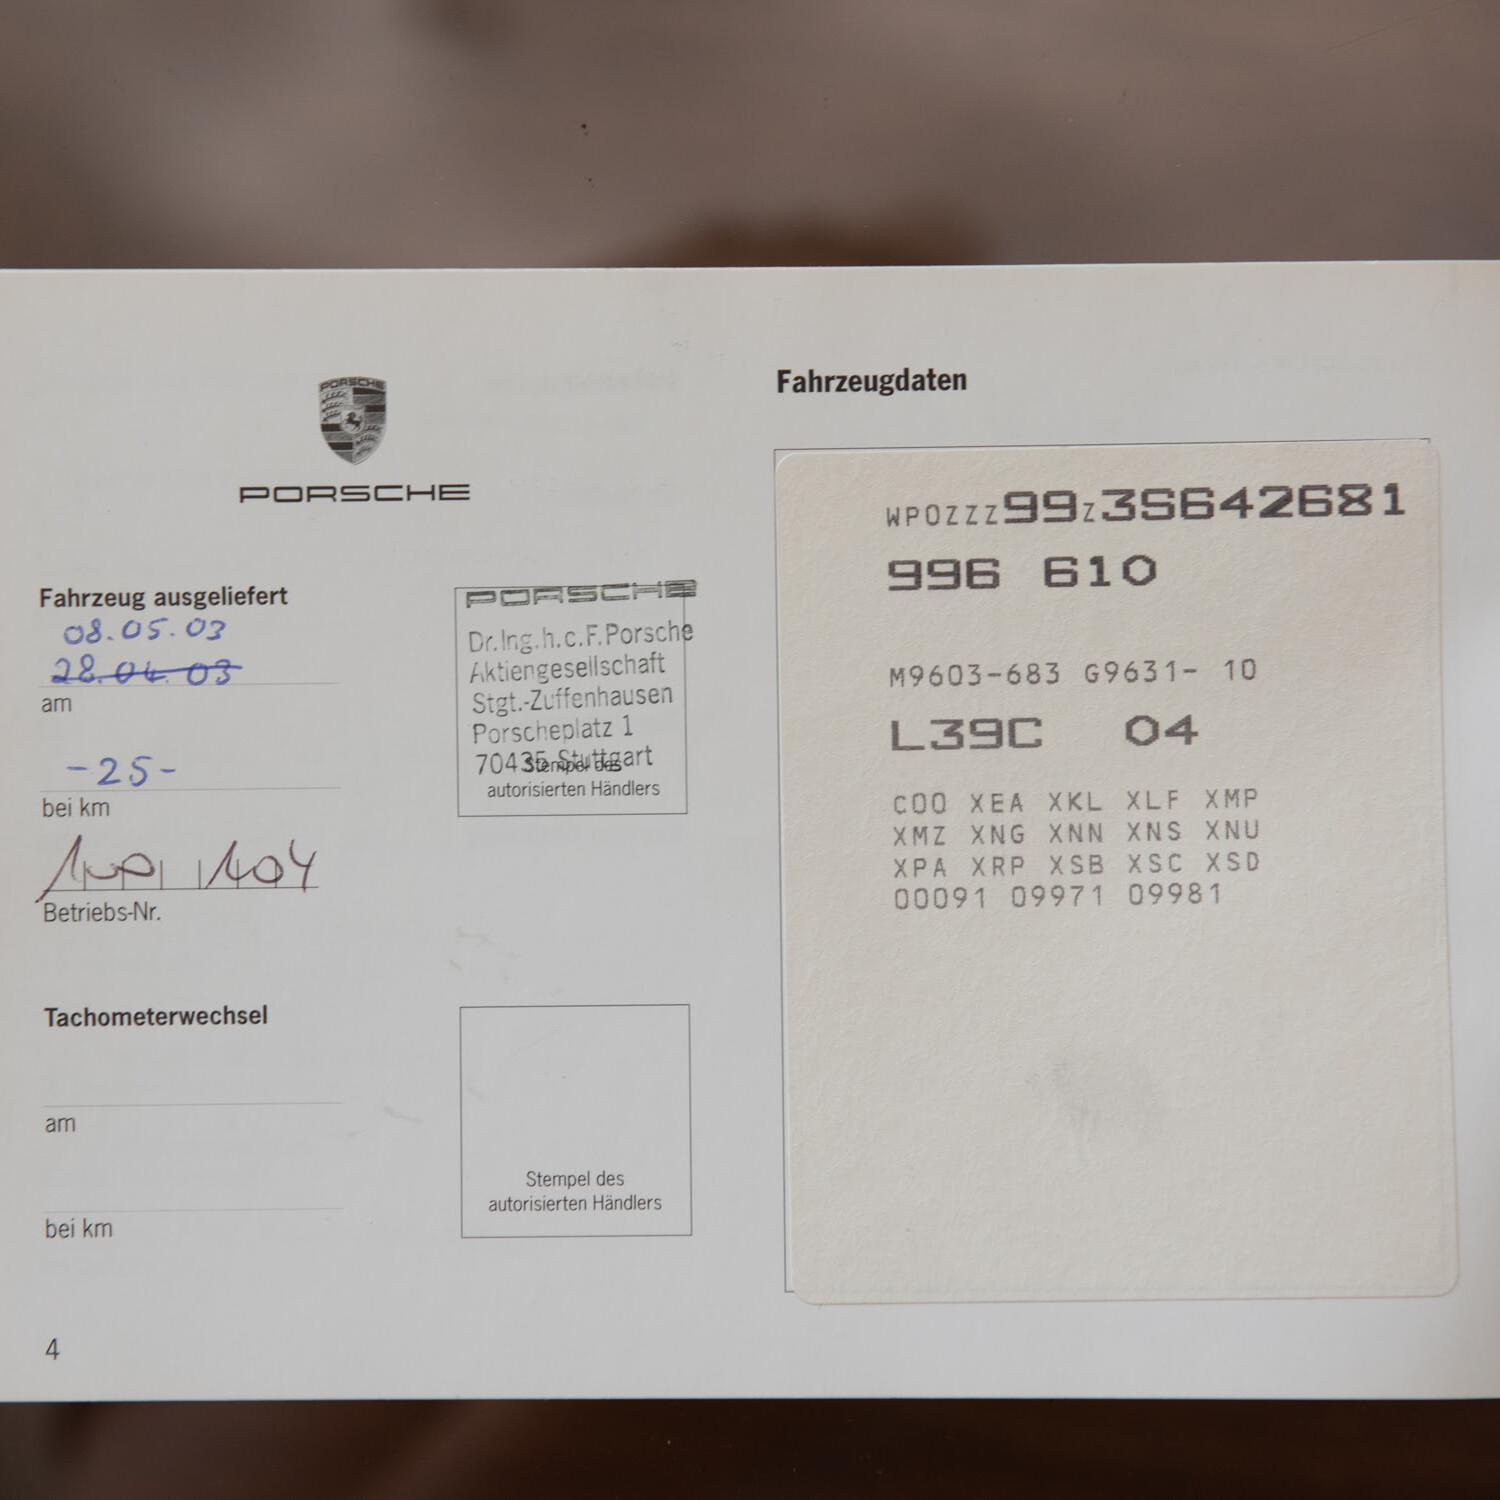 PORSCHE
PORSCHE
Fahrzeug ausgeliefert
08.05.03
28.04.03
am
-25-
bei km
Betriebs-Nr.
PORSCHE
Dr.Ing.h.c.F.Porsche
Aktiengesellschaft
Stgt.-Zuffenhausen
Porscheplatz 1
70435 Stuttgart
Stempel des
autorisierten Händlers
Tachometerwechsel
am
bei km
Stempel des
autorisierten Händlers
4
Fahrzeugdaten
WP0ZZZ99Z3S642681
996 610
M9603-683 G9631- 10
L39C 04
C00 XEA XKL XLF XMP
XMZ XNG XNN XNS XNU
XPA XRP XSB XSC XSD
00091 09971 09981